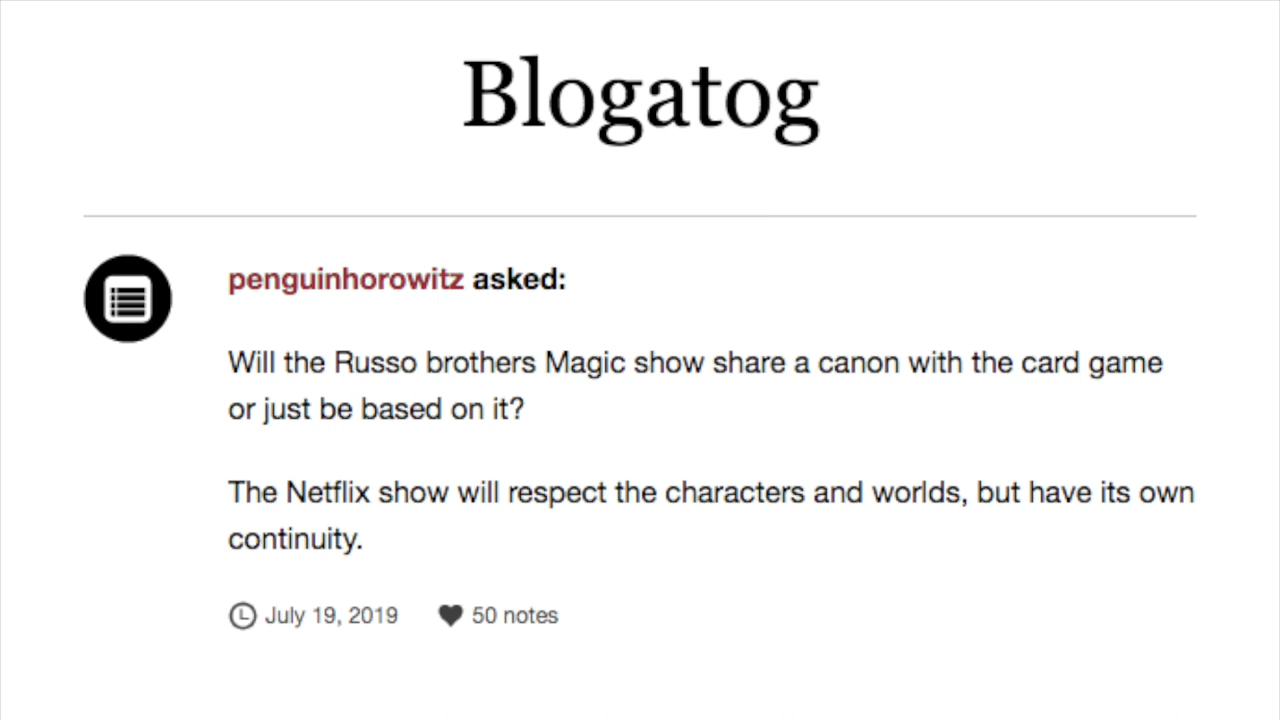 Blogatog
penguinhorowitz asked:
Will the Russo brothers Magic show share a canon with the card game
or just be based on it?
The Netflix show will respect the characters and worlds, but have its own
continuity.
July 19, 2019 50 notes